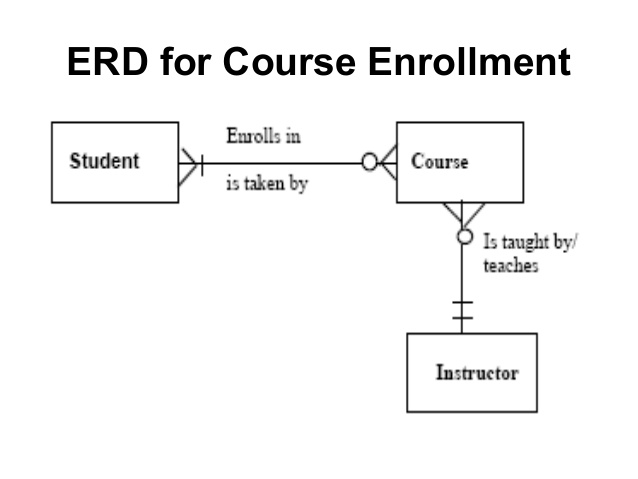 ERD for Course Enrollment
Student
Enrolls in
is taken by
Course
Is taught by/
teaches
Instructor